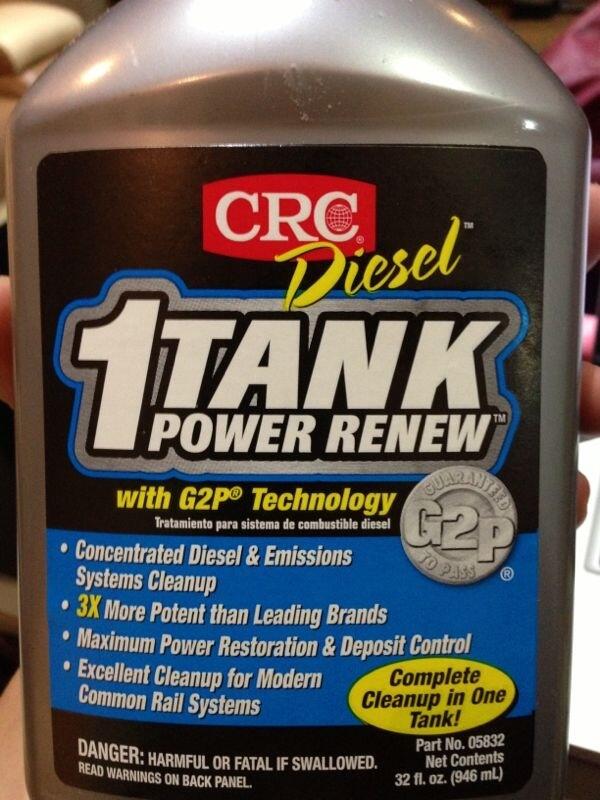 CRC®
Diesel™
1TANK
POWER RENEW™
with G2P® Technology
Tratamiento para sistema de combustible diesel
GUARANTEED
G2P
TO PASS
®
• Concentrated Diesel & Emissions
Systems Cleanup
• 3X More Potent than Leading Brands
• Maximum Power Restoration & Deposit Control
• Excellent Cleanup for Modern
Common Rail Systems
Complete
Cleanup in One
Tank!
DANGER: HARMFUL OR FATAL IF SWALLOWED.
READ WARNINGS ON BACK PANEL.
Part No. 05832
Net Contents
32 fl. oz. (946 mL)